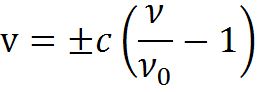 v = ±c(ν/ν₀ − 1)